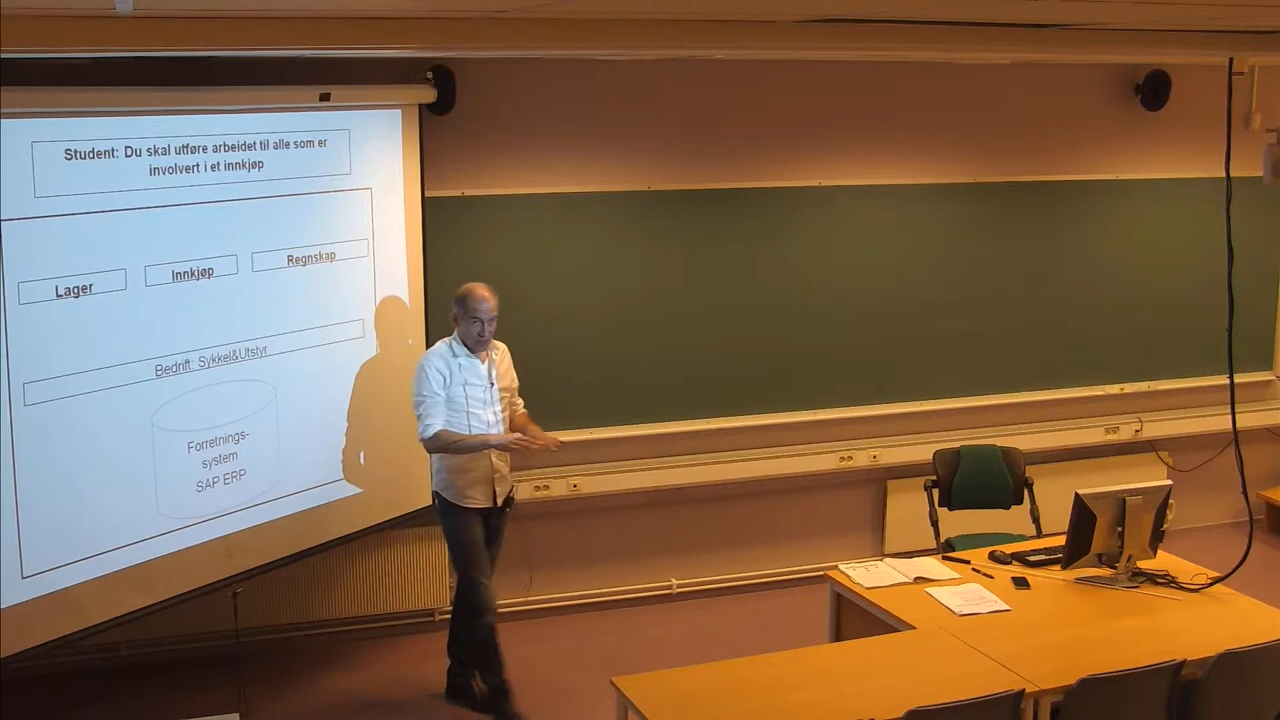 Student: Du skal utføre arbeidet til alle som er
involvert i et innkjøp
Lager
Innkjøp
Regnskap
Bedrift: Sykkel&Utstyr
Forretnings-
system
SAP ERP